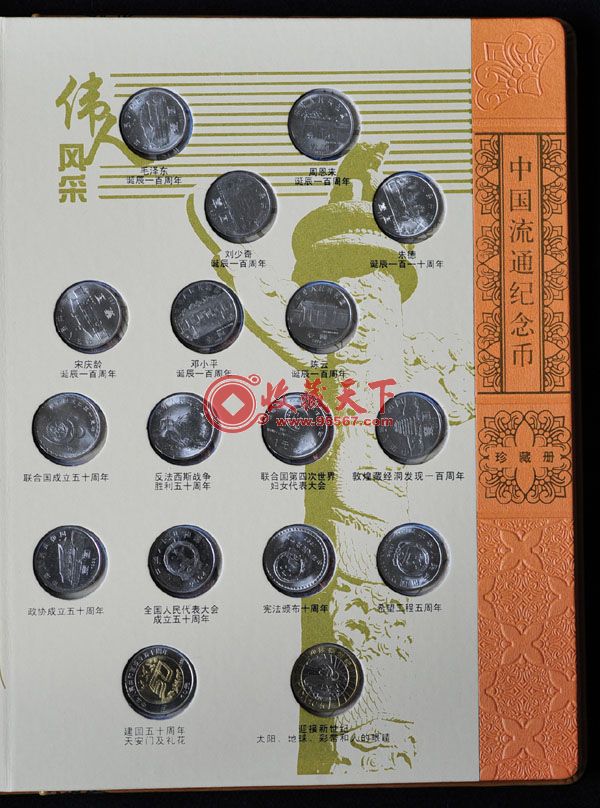 伟人
风采
毛泽东
诞辰一百周年
周恩来
诞辰一百周年
刘少奇
诞辰一百周年
朱德
诞辰一百一十周年
宋庆龄
诞辰一百周年
邓小平
诞辰一百周年
陈云
诞辰一百周年
收藏天下
www.96567.com
联合国成立五十周年
反法西斯战争
胜利五十周年
联合国第四次世界
妇女代表大会
敦煌藏经洞发现一百周年
政协成立五十周年
全国人民代表大会
成立五十周年
宪法颁布十周年
希望工程五周年
建国五十周年
天安门及礼花
迎接新世纪
太阳、地球、彩带和人的眼睛
中国流通纪念币
珍藏册